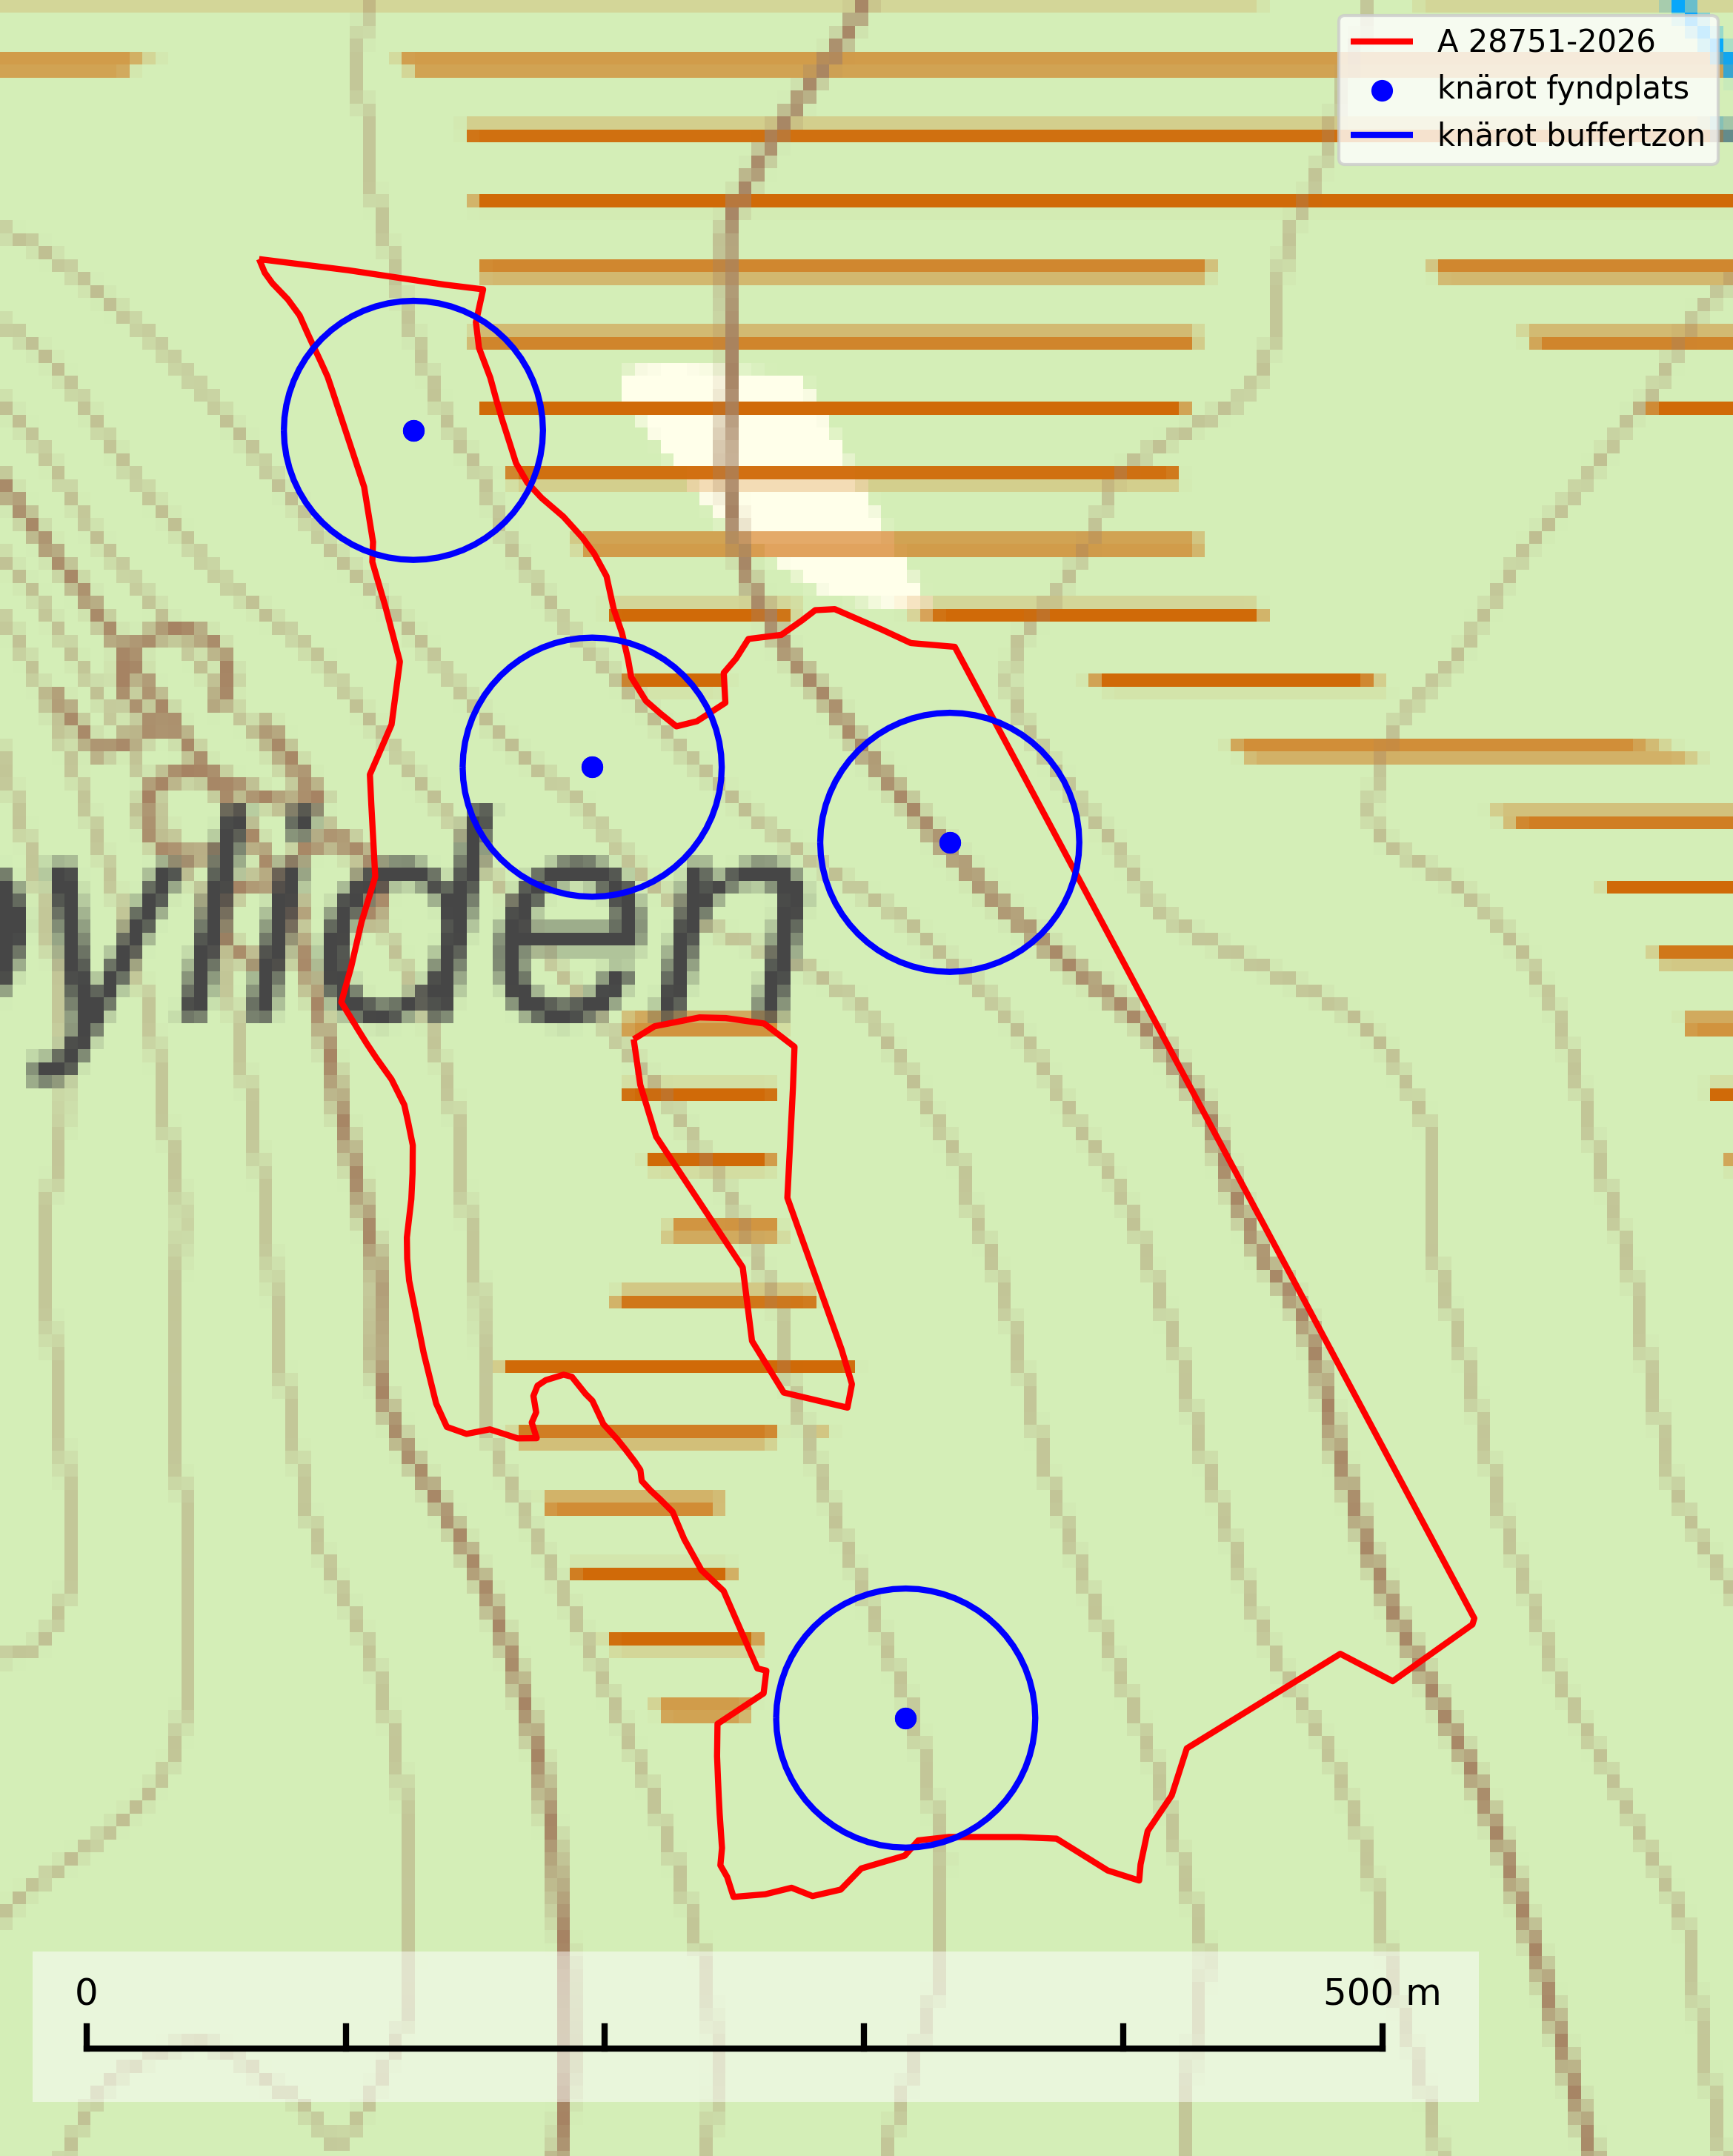 A 28751-2026
knärot fyndplats
knärot buffertzon
yliden
0
500 m